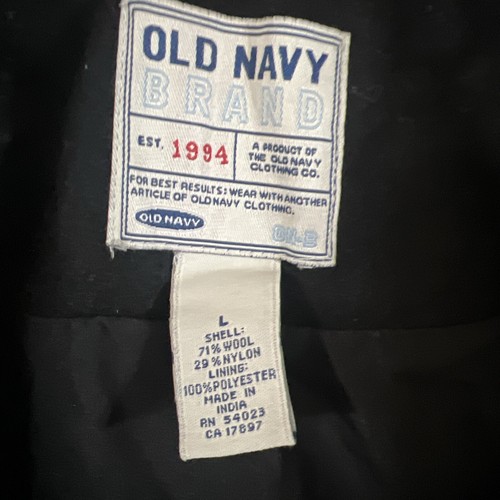 OLD NAVY
BRAND
EST. 1994
A PRODUCT OF
THE OLD NAVY
CLOTHING CO.
FOR BEST RESULTS: WEAR WITH ANOTHER
ARTICLE OF OLD NAVY CLOTHING.
OLD NAVY
L
SHELL:
71% WOOL
29% NYLON
LINING:
100% POLYESTER
MADE IN
INDIA
RN 54023
CA 17897